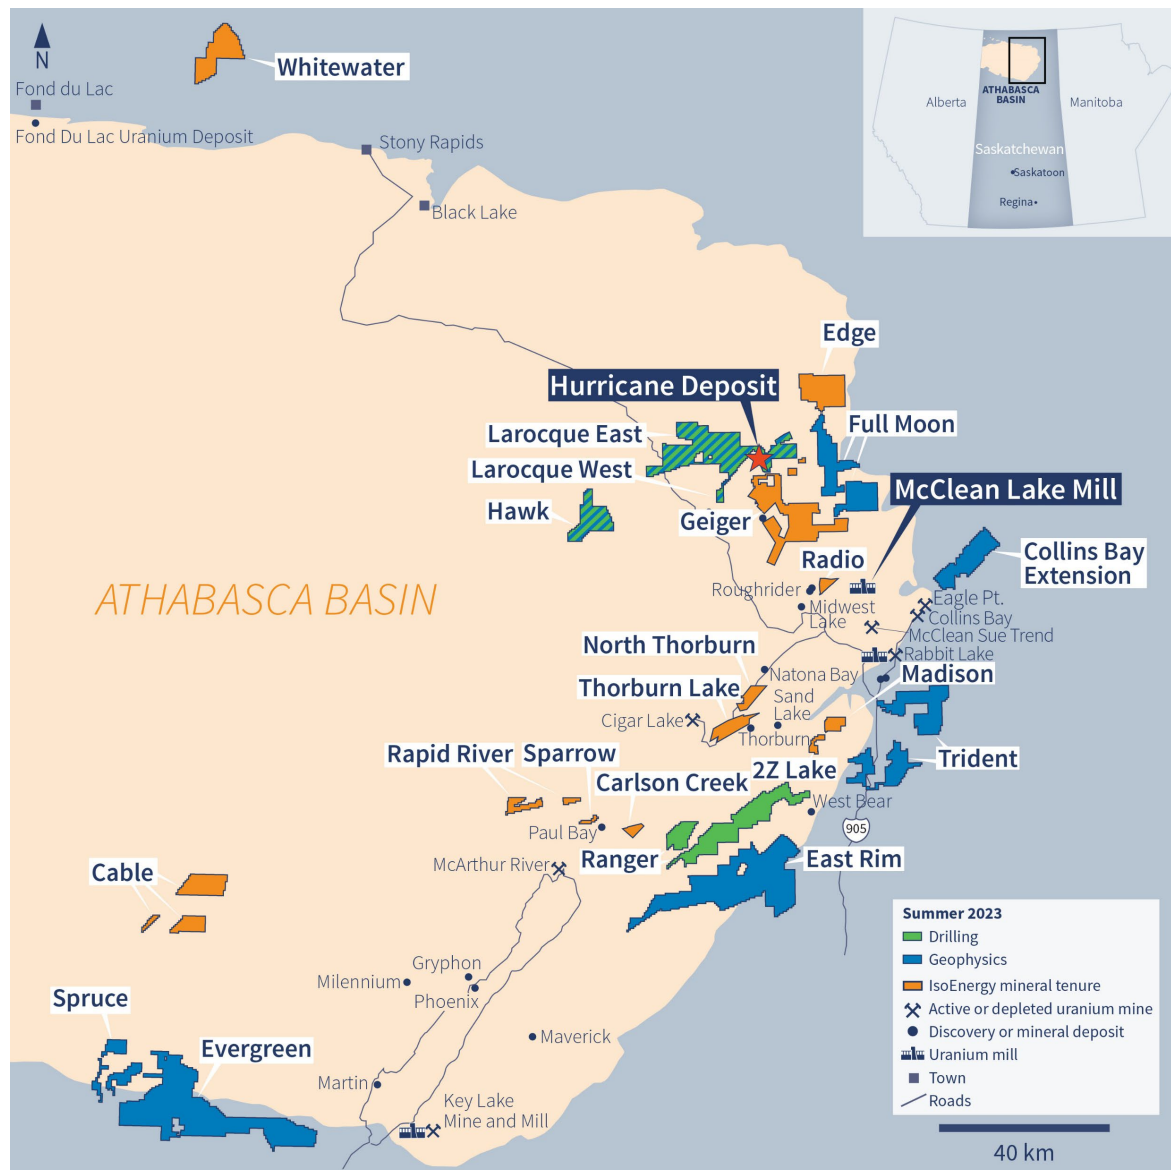 N
Fond du Lac
Fond Du Lac Uranium Deposit
Whitewater
Stony Rapids
Black Lake
Alberta
ATHABASCA
BASIN
Manitoba
Saskatchewan
Saskatoon
Regina
Edge
Hurricane Deposit
Full Moon
Larocque East
Larocque West
Hawk
Geiger
McClean Lake Mill
Collins Bay
Extension
Radio
Roughrider
Midwest
Lake
Eagle Pt.
Collins Bay
McClean Sue Trend
Rabbit Lake
ATHABASCA BASIN
North Thorburn
Natona Bay
Madison
Thorburn Lake
Sand
Lake
Cigar Lake
Thorburn
Trident
Rapid River
Sparrow
Carlson Creek
2Z Lake
West Bear
905
Paul Bay
Ranger
East Rim
McArthur River
Cable
Gryphon
Milennium
Phoenix
Maverick
Spruce
Evergreen
Martin
Key Lake
Mine and Mill
Summer 2023
Drilling
Geophysics
IsoEnergy mineral tenure
Active or depleted uranium mine
Discovery or mineral deposit
Uranium mill
Town
Roads
40 km